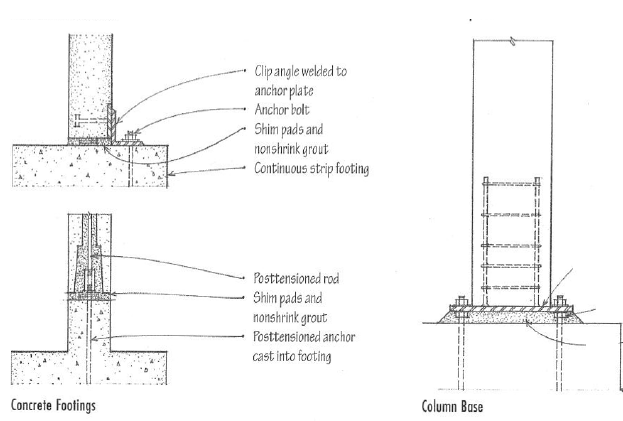 Clip angle welded to
anchor plate
Anchor bolt
Shim pads and
nonshrink grout
Continuous strip footing
Posttensioned rod
Shim pads and
nonshrink grout
Posttensioned anchor
cast into footing
Concrete Footings
Column Base